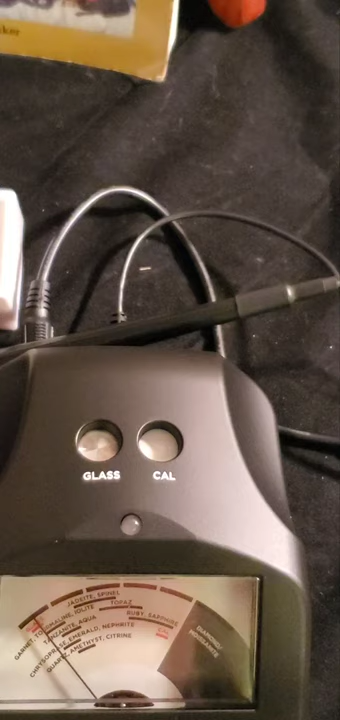 GLASS CAL
JADEITE, SPINEL
GARNET, TOURMALINE, IOLITE
TOPAZ
TANZANITE, AQUA
RUBY, SAPPHIRE
CHRYSOPRASE, EMERALD, NEPHRITE
QUARTZ, AMETHYST, CITRINE
DIAMOND/
MOISSANITE